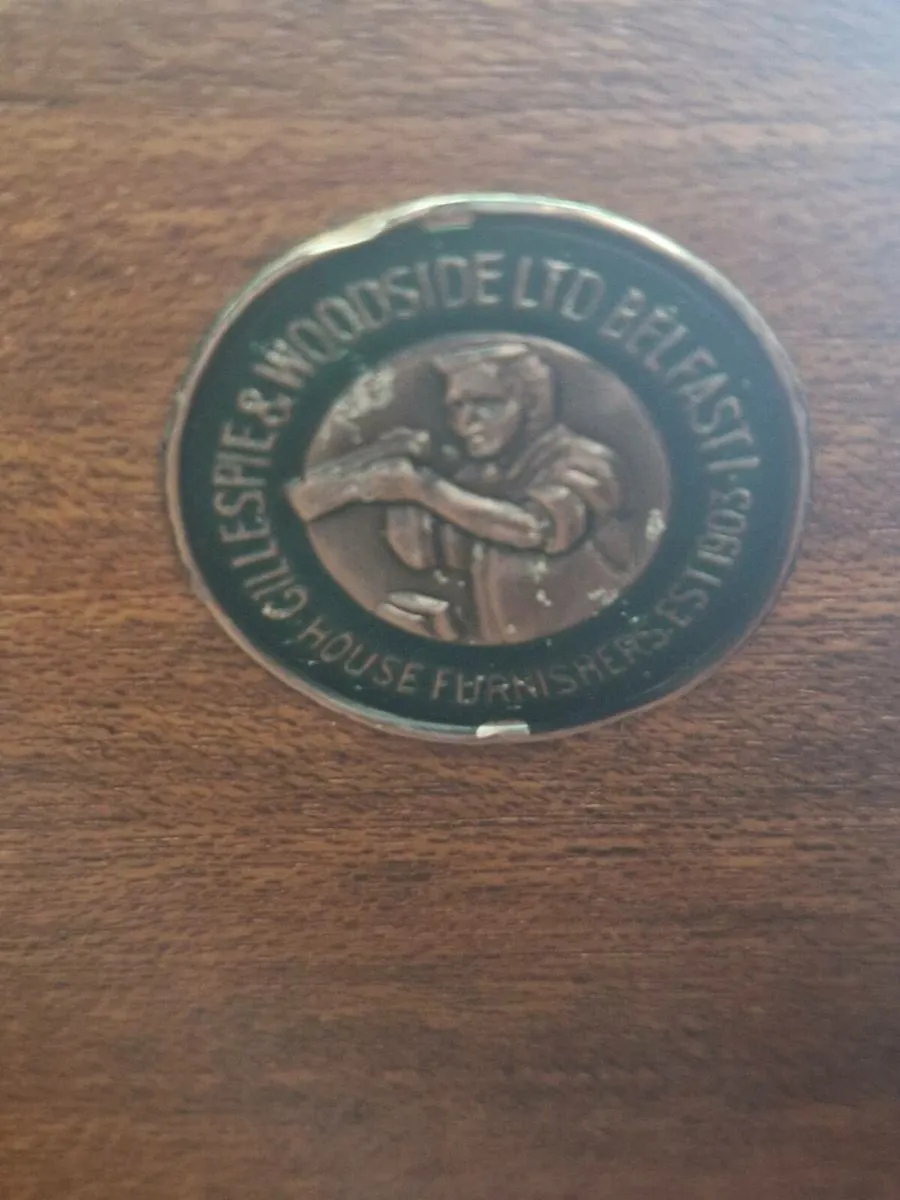 GILLESPIE & WOODSIDE LTD BELFAST 1 ·
· HOUSE FURNISHERS. EST 1903